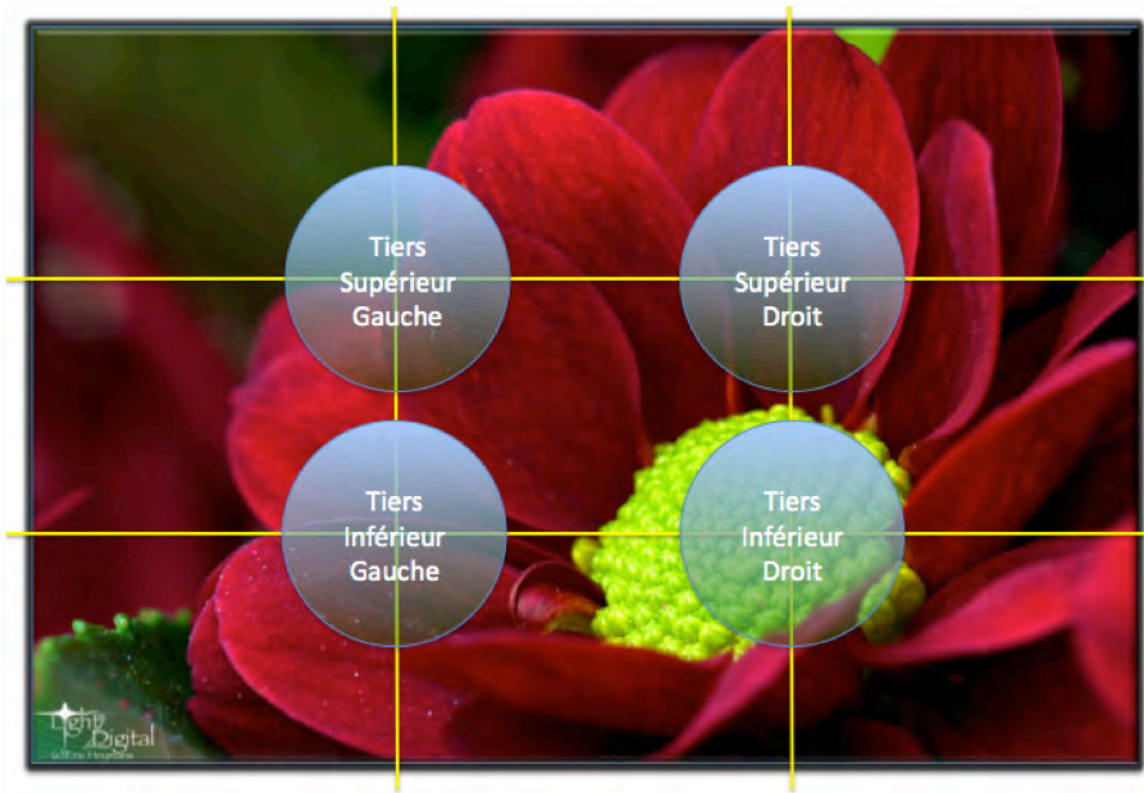 Tiers
Supérieur
Gauche
Tiers
Supérieur
Droit
Tiers
Inférieur
Gauche
Tiers
Inférieur
Droit
Light
Digital